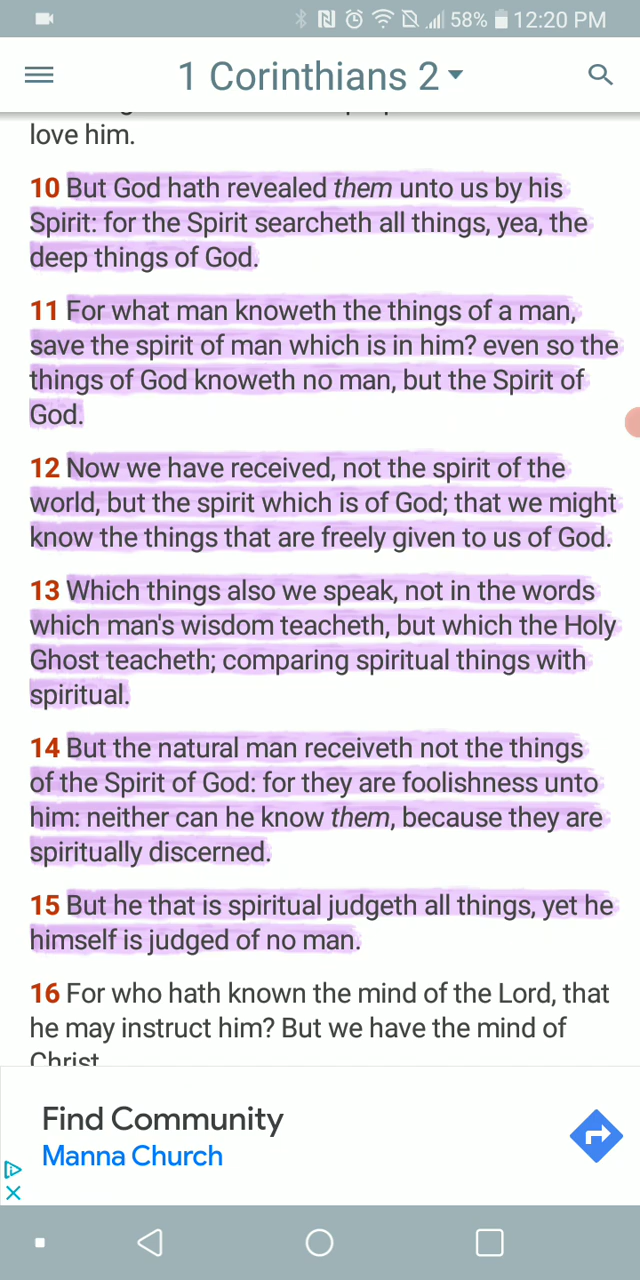 58% 12:20 PM
1 Corinthians 2
love him.
10 But God hath revealed them unto us by his
Spirit: for the Spirit searcheth all things, yea, the
deep things of God.
11 For what man knoweth the things of a man,
save the spirit of man which is in him? even so the
things of God knoweth no man, but the Spirit of
God.
12 Now we have received, not the spirit of the
world, but the spirit which is of God; that we might
know the things that are freely given to us of God.
13 Which things also we speak, not in the words
which man's wisdom teacheth, but which the Holy
Ghost teacheth; comparing spiritual things with
spiritual.
14 But the natural man receiveth not the things
of the Spirit of God: for they are foolishness unto
him: neither can he know them, because they are
spiritually discerned.
15 But he that is spiritual judgeth all things, yet he
himself is judged of no man.
16 For who hath known the mind of the Lord, that
he may instruct him? But we have the mind of
Christ
Find Community
Manna Church